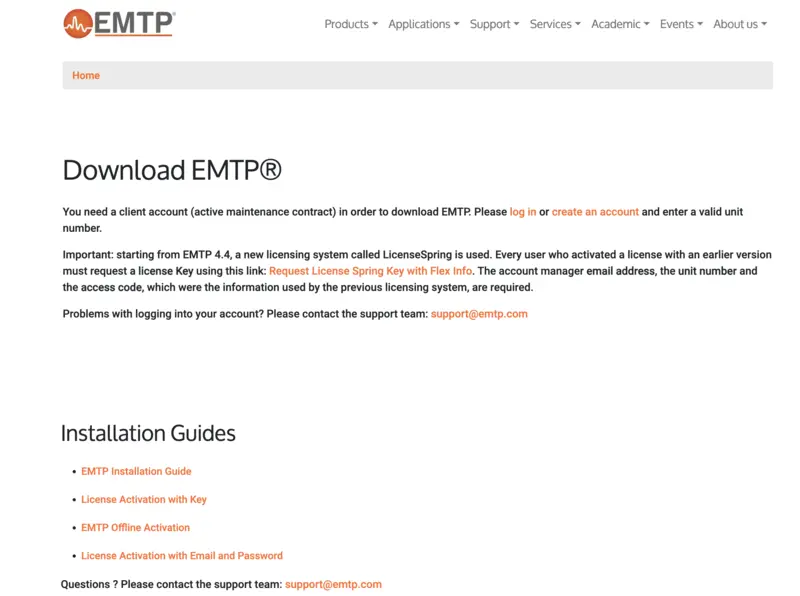 EMTP®
Products Applications Support Services Academic Events About us
Home
Download EMTP®
You need a client account (active maintenance contract) in order to download EMTP. Please log in or create an account and enter a valid unit
number.
Important: starting from EMTP 4.4, a new licensing system called LicenseSpring is used. Every user who activated a license with an earlier version
must request a license Key using this link: Request License Spring Key with Flex Info. The account manager email address, the unit number and
the access code, which were the information used by the previous licensing system, are required.
Problems with logging into your account? Please contact the support team: support@emtp.com
Installation Guides
• EMTP Installation Guide
• License Activation with Key
• EMTP Offline Activation
• License Activation with Email and Password
Questions ? Please contact the support team: support@emtp.com